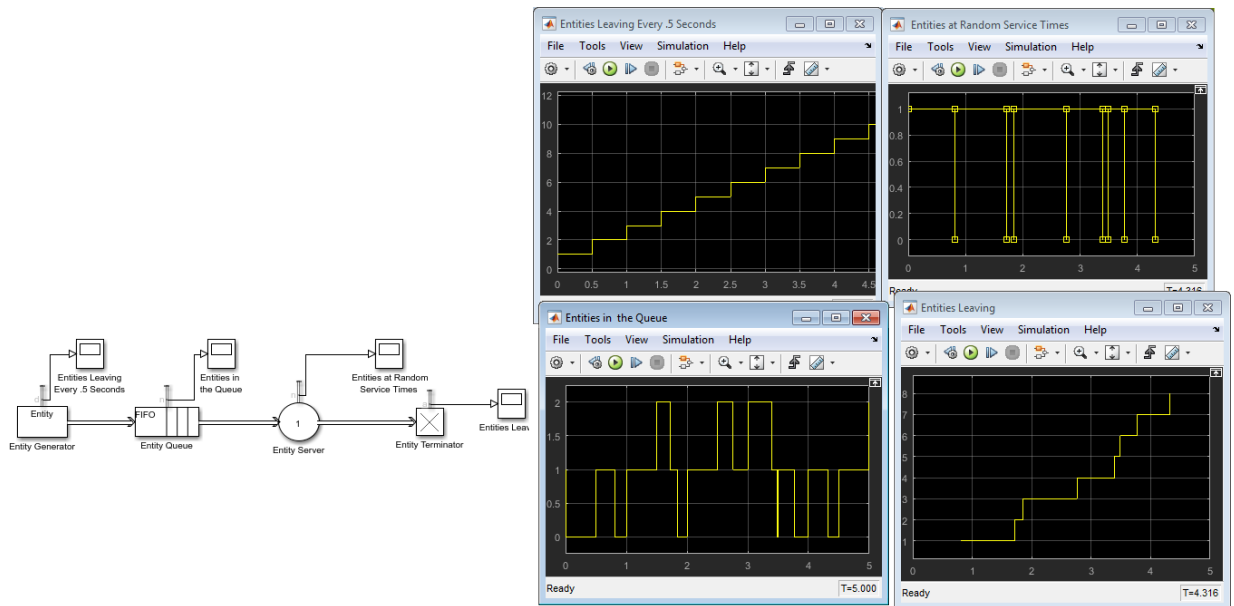 Entities Leaving Every .5 Seconds
File Tools View Simulation Help
12
10
8
6
4
2
0
0 0.5 1 1.5 2 2.5 3 3.5 4 4.5
Entities at Random Service Times
File Tools View Simulation Help
1
0.8
0.6
0.4
0.2
0
0 1 2 3 4 5
Ready T=4.316
Entities in the Queue
File Tools View Simulation Help
2
1.5
1
0.5
0
0 1 2 3 4 5
Ready T=5.000
Entities Leaving
File Tools View Simulation Help
8
7
6
5
4
3
2
1
0 1 2 3 4 5
Ready T=4.316
Entities Leaving
Every .5 Seconds
Entities in
the Queue
Entities at Random
Service Times
Entities Leav
d
n
n
a
Entity
FIFO
1
Entity Generator
Entity Queue
Entity Server
Entity Terminator